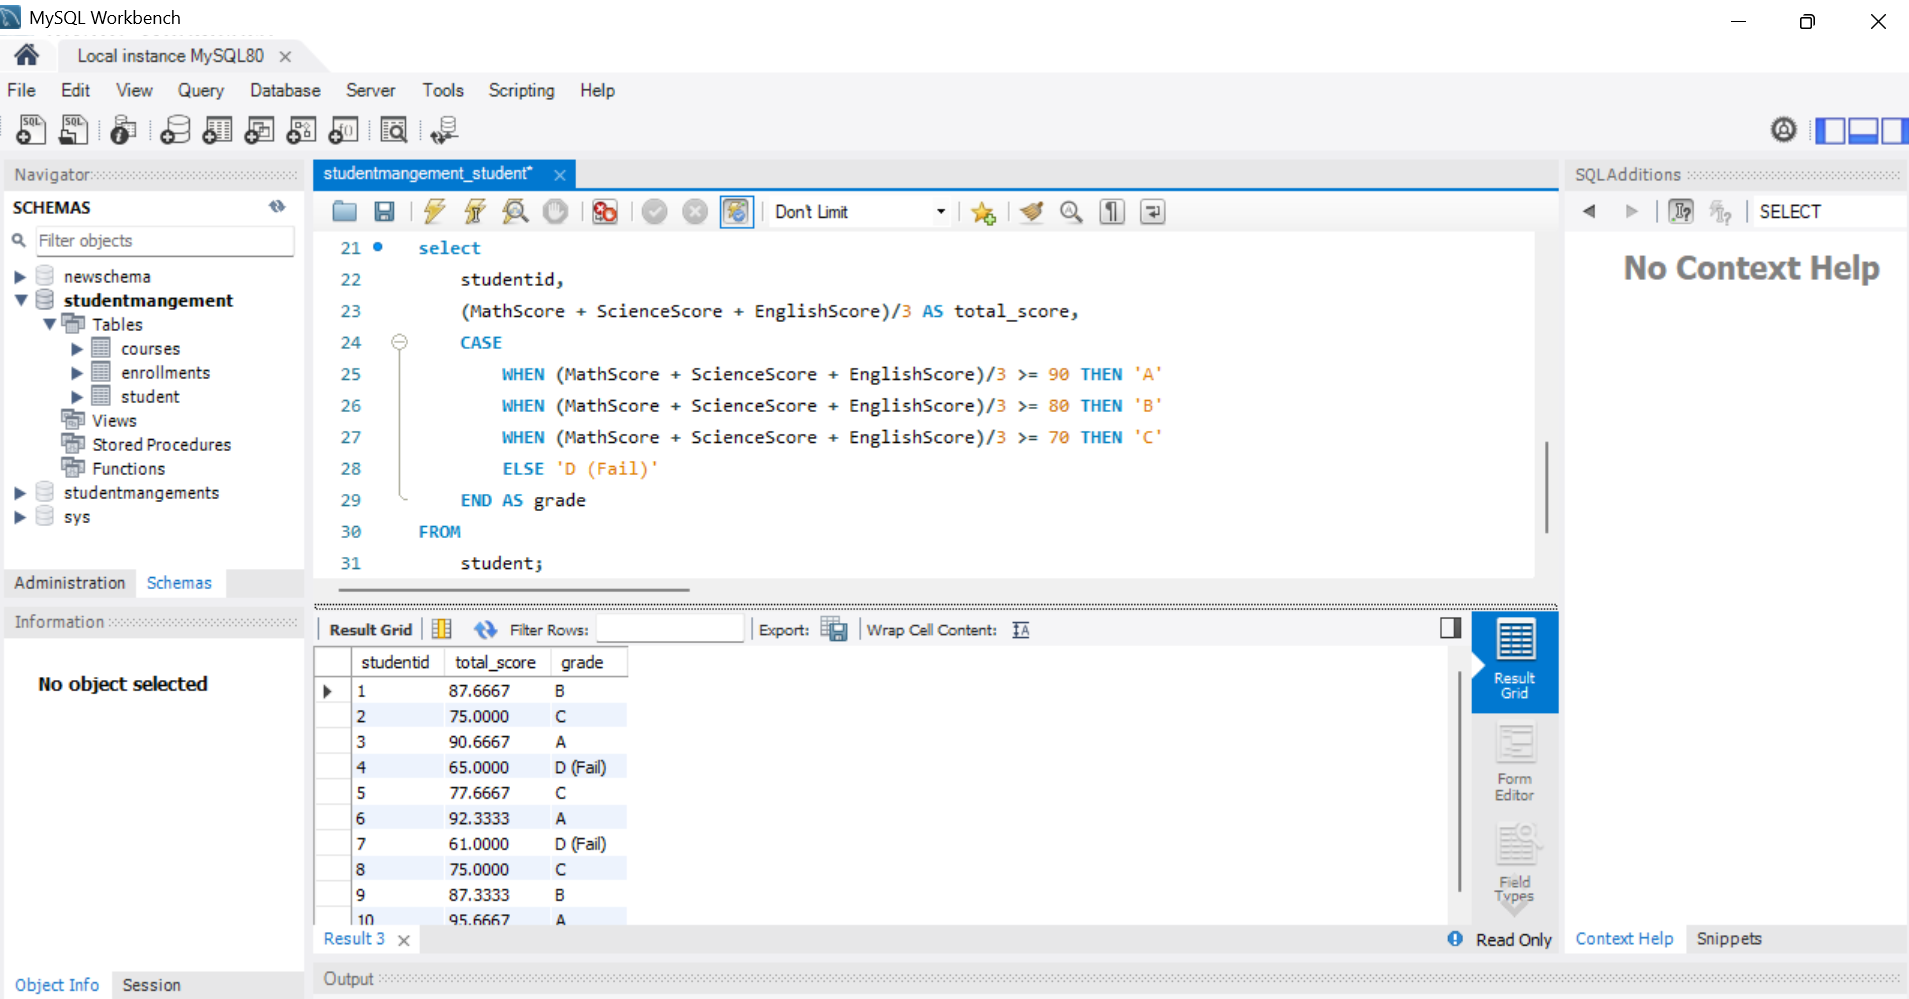 MySQL Workbench
Local instance MySQL80
File Edit View Query Database Server Tools Scripting Help
Navigator
SCHEMAS
Filter objects
newschema
studentmangement
Tables
courses
enrollments
student
Views
Stored Procedures
Functions
studentmangements
sys
Administration Schemas
Information
No object selected
Object Info Session
studentmangement_student*
Don't Limit
21 select
22 studentid,
23 (MathScore + ScienceScore + EnglishScore)/3 AS total_score,
24 CASE
25 WHEN (MathScore + ScienceScore + EnglishScore)/3 >= 90 THEN 'A'
26 WHEN (MathScore + ScienceScore + EnglishScore)/3 >= 80 THEN 'B'
27 WHEN (MathScore + ScienceScore + EnglishScore)/3 >= 70 THEN 'C'
28 ELSE 'D (Fail)'
29 END AS grade
30 FROM
31 student;
Result Grid Filter Rows: Export: Wrap Cell Content:
studentid total_score grade
1 87.6667 B
2 75.0000 C
3 90.6667 A
4 65.0000 D (Fail)
5 77.6667 C
6 92.3333 A
7 61.0000 D (Fail)
8 75.0000 C
9 87.3333 B
10 95.6667 A
Result
Grid
Form
Editor
Field
Types
Result 3
Read Only
Output
SQLAdditions
SELECT
No Context Help
Context Help Snippets